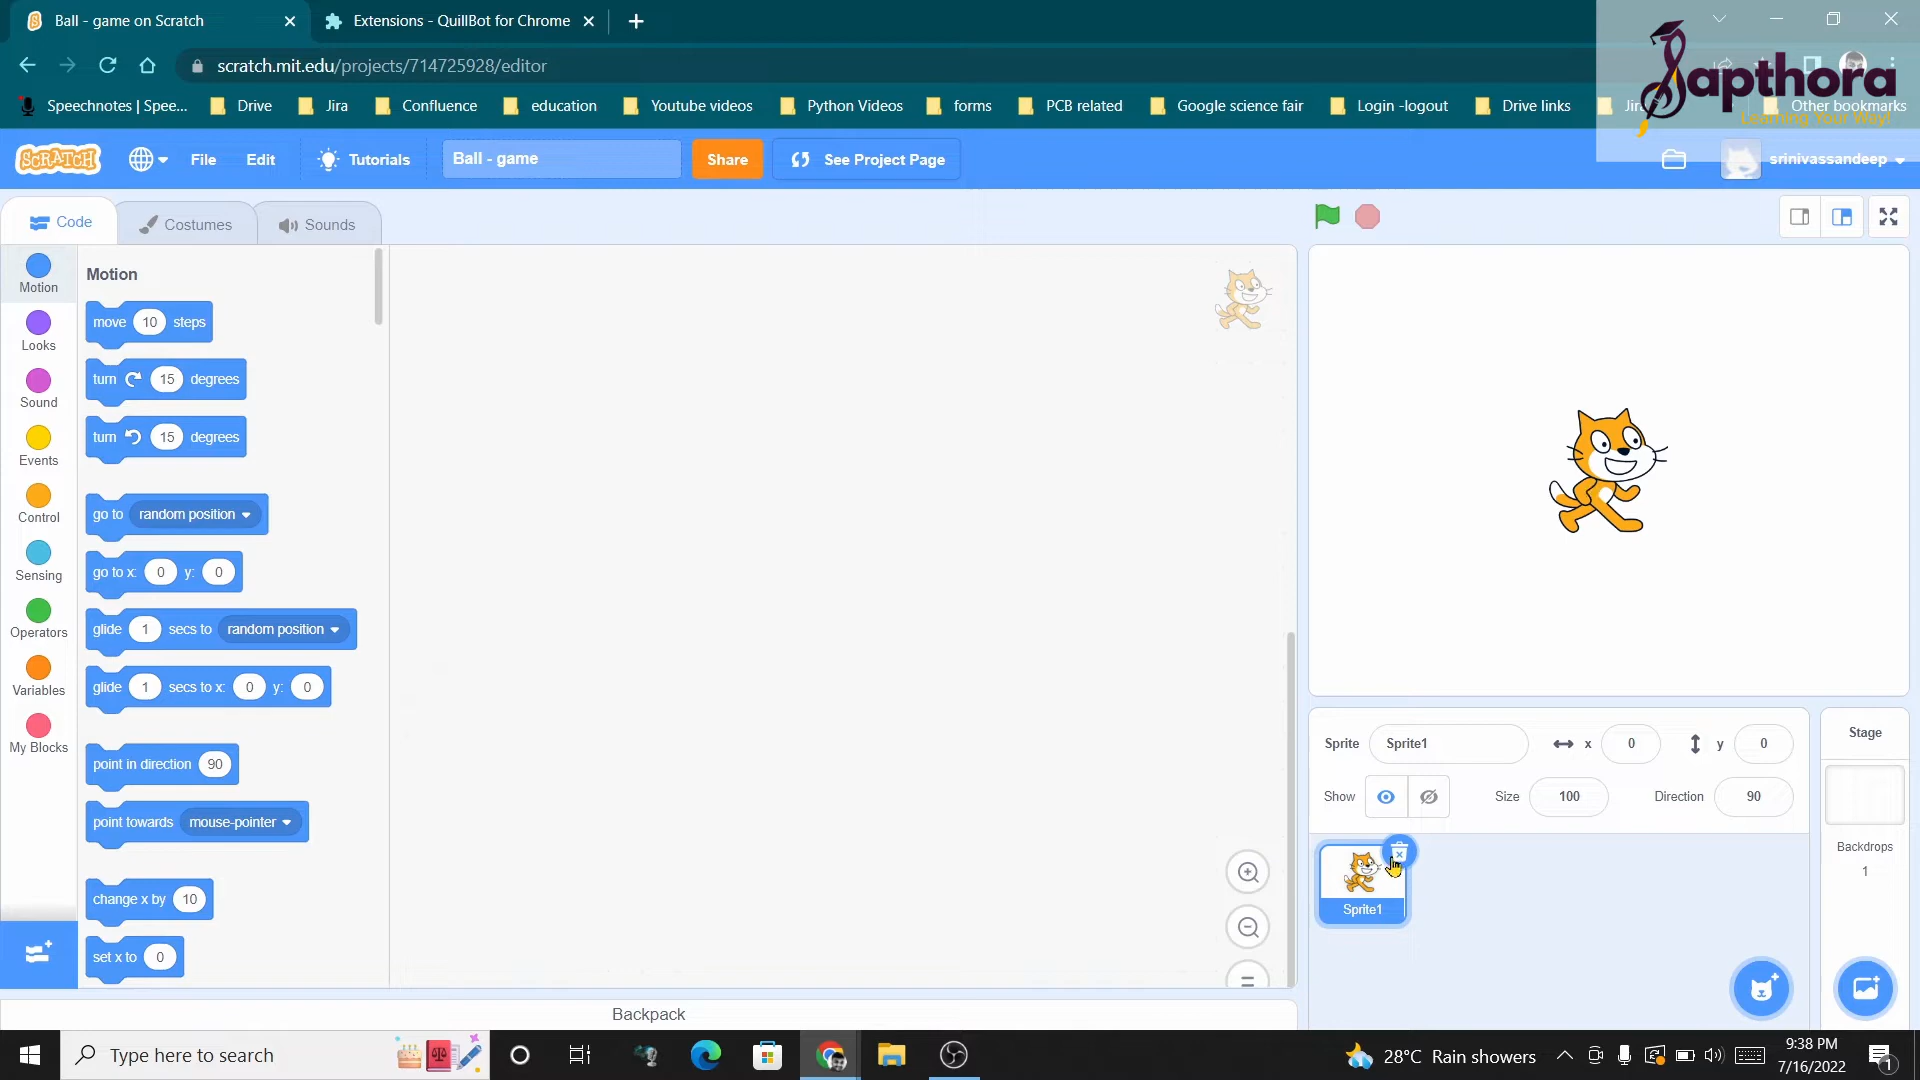 Ball - game on Scratch
Extensions - QuillBot for Chrome
scratch.mit.edu/projects/714725928/editor
Speechnotes | Spee...
Drive
Jira
Confluence
education
Youtube videos
Python Videos
forms
PCB related
Google science fair
Login -logout
Drive links
Other bookmarks
Sapthora
Learning Your Way!
SCRATCH
File
Edit
Tutorials
Ball - game
Share
See Project Page
srinivassandeep
Code
Costumes
Sounds
Motion
Looks
Sound
Events
Control
Sensing
Operators
Variables
My Blocks
Motion
move 10 steps
turn 15 degrees
turn 15 degrees
go to random position
go to x: 0 y: 0
glide 1 secs to random position
glide 1 secs to x: 0 y: 0
point in direction 90
point towards mouse-pointer
change x by 10
set x to 0
Backpack
Sprite Sprite1 x 0 y 0
Show Size 100 Direction 90
Sprite1
Stage
Backdrops
1
Type here to search
28°C Rain showers
9:38 PM
7/16/2022
1